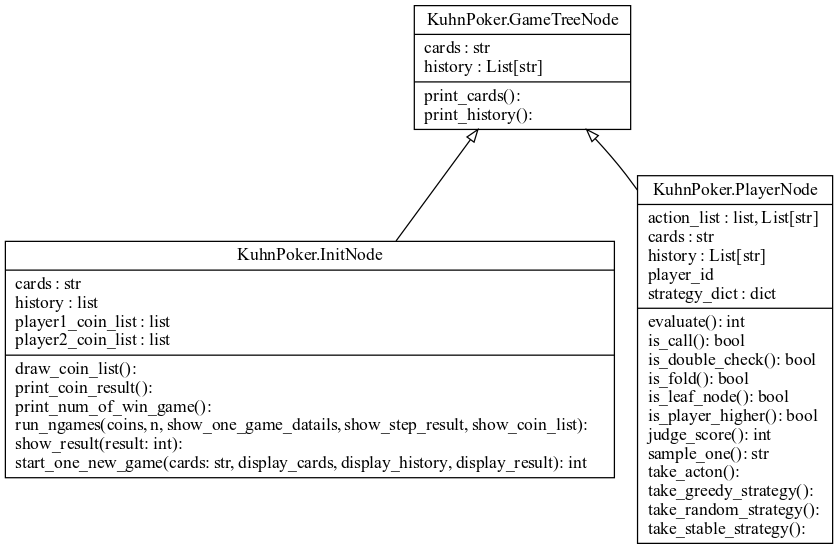 KuhnPoker.GameTreeNode
cards : str
history : List[str]
print_cards():
print_history():
KuhnPoker.InitNode
cards : str
history : list
player1_coin_list : list
player2_coin_list : list
draw_coin_list():
print_coin_result():
print_num_of_win_game():
run_ngames(coins, n, show_one_game_datails, show_step_result, show_coin_list):
show_result(result: int):
start_one_new_game(cards: str, display_cards, display_history, display_result): int
KuhnPoker.PlayerNode
action_list : list, List[str]
cards : str
history : List[str]
player_id
strategy_dict : dict
evaluate(): int
is_call(): bool
is_double_check(): bool
is_fold(): bool
is_leaf_node(): bool
is_player_higher(): bool
judge_score(): int
sample_one(): str
take_acton():
take_greedy_strategy():
take_random_strategy():
take_stable_strategy():